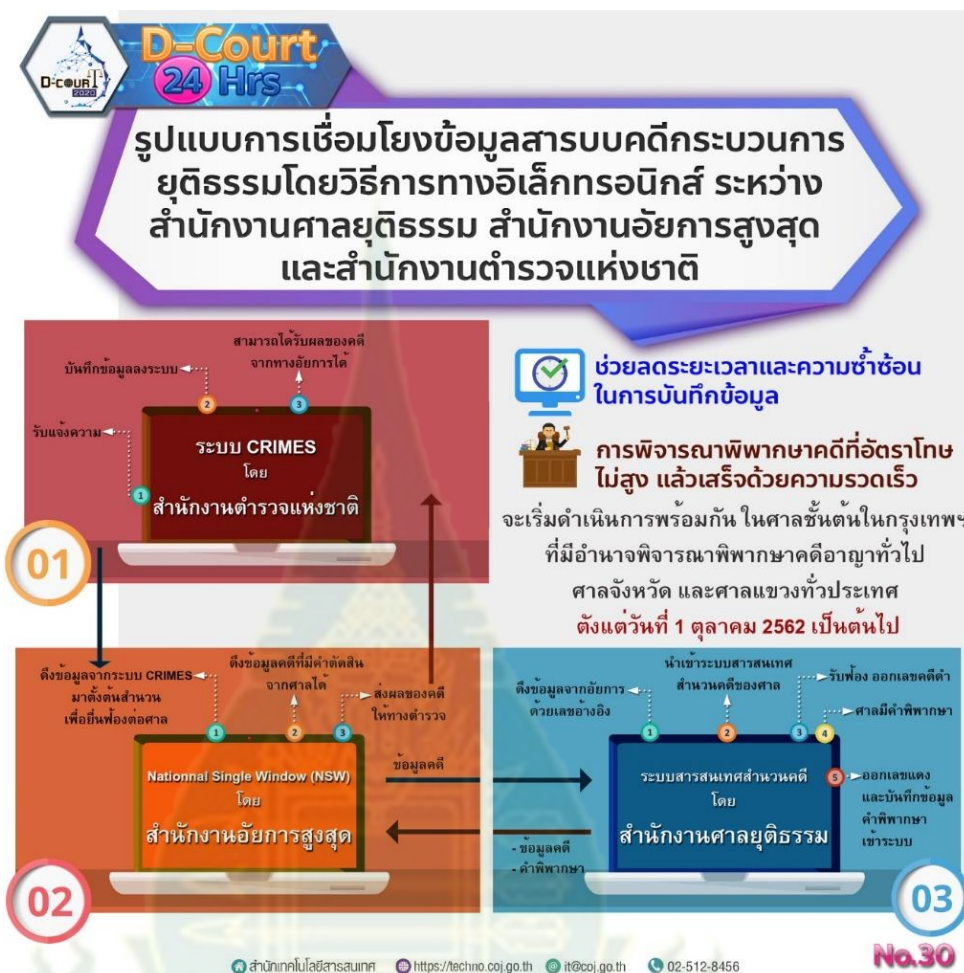 D-COURT
2020
D-Court
24 Hrs
รูปแบบการเชื่อมโยงข้อมูลสารบบคดีกระบวนการ
ยุติธรรมโดยวิธีการทางอิเล็กทรอนิกส์ ระหว่าง
สำนักงานศาลยุติธรรม สำนักงานอัยการสูงสุด
และสำนักงานตำรวจแห่งชาติ
สามารถได้รับผลของคดี
จากทางอัยการได้
บันทึกข้อมูลลงระบบ
2
3
รับแจ้งความ
1
ระบบ CRIMES
โดย
สำนักงานตำรวจแห่งชาติ
01
ช่วยลดระยะเวลาและความซ้ำซ้อน
ในการบันทึกข้อมูล
การพิจารณาพิพากษาคดีที่อัตราโทษ
ไม่สูง แล้วเสร็จด้วยความรวดเร็ว
จะเริ่มดำเนินการพร้อมกัน ในศาลชั้นต้นในกรุงเทพฯ
ที่มีอำนาจพิจารณาพิพากษาคดีอาญาทั่วไป
ศาลจังหวัด และศาลแขวงทั่วประเทศ
ตั้งแต่วันที่ 1 ตุลาคม 2562 เป็นต้นไป
ดึงข้อมูลจากระบบ CRIMES
มาตั้งต้นสำนวน
เพื่อยื่นฟ้องต่อศาล
ดึงข้อมูลคดีที่มีคำตัดสิน
จากศาลได้
ส่งผลของคดี
ให้ทางตำรวจ
1
2
3
Nationnal Single Window (NSW)
โดย
สำนักงานอัยการสูงสุด
02
ข้อมูลคดี
- ข้อมูลคดี
- คำพิพากษา
ดึงข้อมูลจากอัยการ
ด้วยเลขอ้างอิง
นำเข้าระบบสารสนเทศ
สำนวนคดีของศาล
รับฟ้อง ออกเลขคดีดำ
ศาลมีคำพิพากษา
1
2
3
4
5
ออกเลขแดง
และบันทึกข้อมูล
คำพิพากษา
เข้าระบบ
ระบบสารสนเทศสำนวนคดี
โดย
สำนักงานศาลยุติธรรม
03
No.30
สำนักเทคโนโลยีสารสนเทศ https://techno.coj.go.th it@coj.go.th 02-512-8456